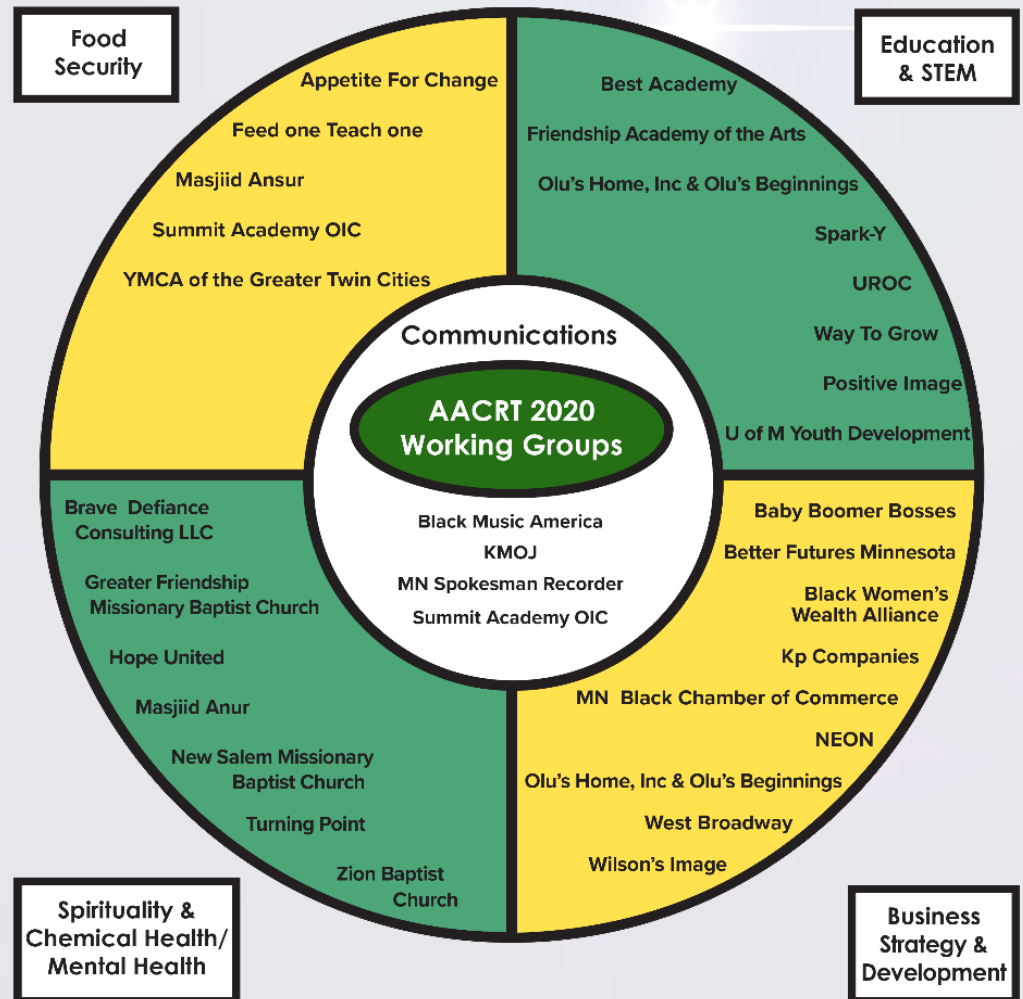 Food
Security
Appetite For Change
Feed one Teach one
Masjiid Ansur
Summit Academy OIC
YMCA of the Greater Twin Cities
Education
& STEM
Best Academy
Friendship Academy of the Arts
Olu's Home, Inc & Olu's Beginnings
Spark-Y
UROC
Way To Grow
Positive Image
U of M Youth Development
Communications
AACRT 2020
Working Groups
Black Music America
KMOJ
MN Spokesman Recorder
Summit Academy OIC
Brave Defiance
Consulting LLC
Greater Friendship
Missionary Baptist Church
Hope United
Masjiid Anur
New Salem Missionary
Baptist Church
Turning Point
Zion Baptist
Church
Spirituality &
Chemical Health/
Mental Health
Baby Boomer Bosses
Better Futures Minnesota
Black Women's
Wealth Alliance
Kp Companies
MN Black Chamber of Commerce
NEON
Olu's Home, Inc & Olu's Beginnings
West Broadway
Wilson's Image
Business
Strategy &
Development